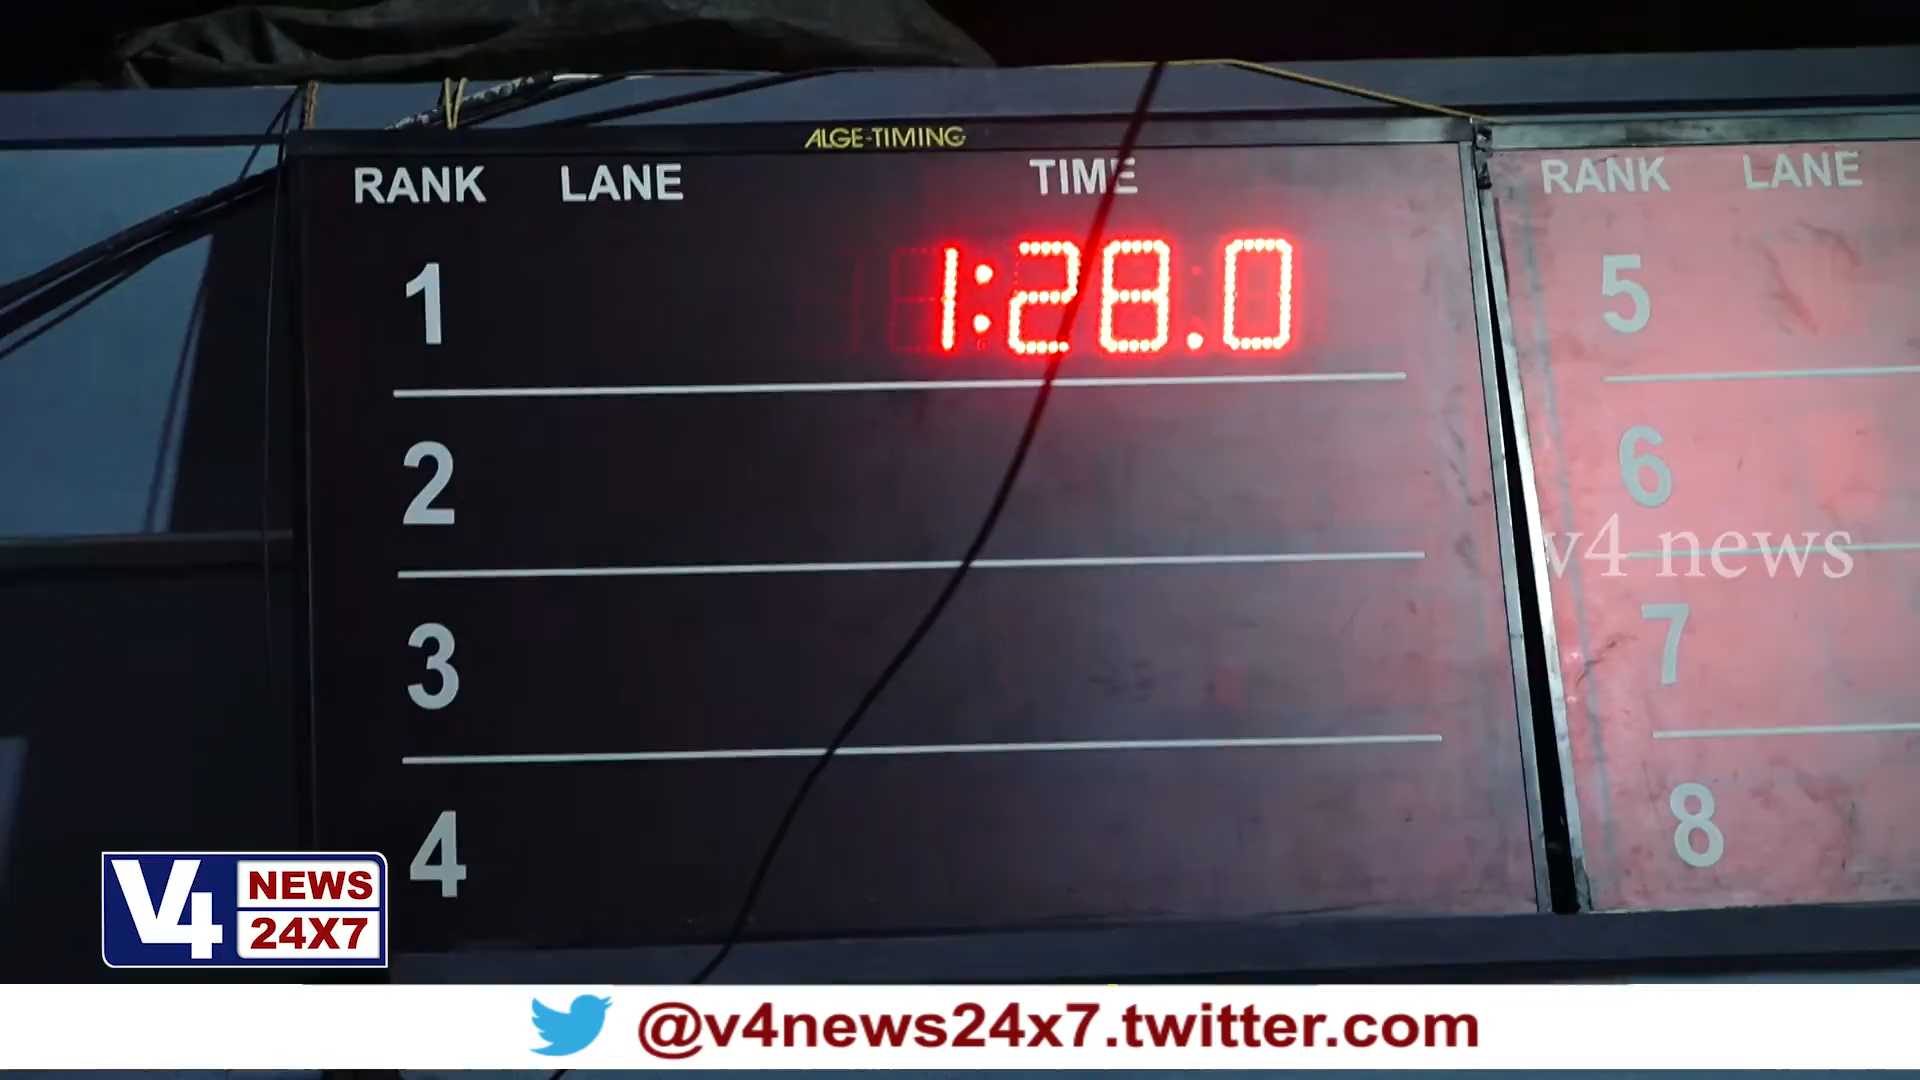 ALGE-TIMING
RANK LANE TIME
1 1:28.0
2
3
4
RANK LANE
5
6
7
8
v4 news
V4 NEWS 24X7
@v4news24x7.twitter.com